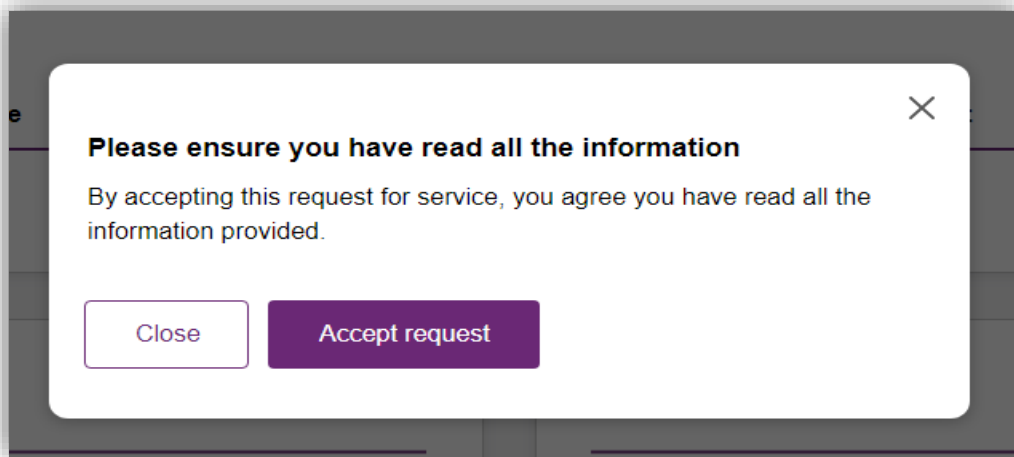 e
Please ensure you have read all the information
By accepting this request for service, you agree you have read all the
information provided.
Close
Accept request